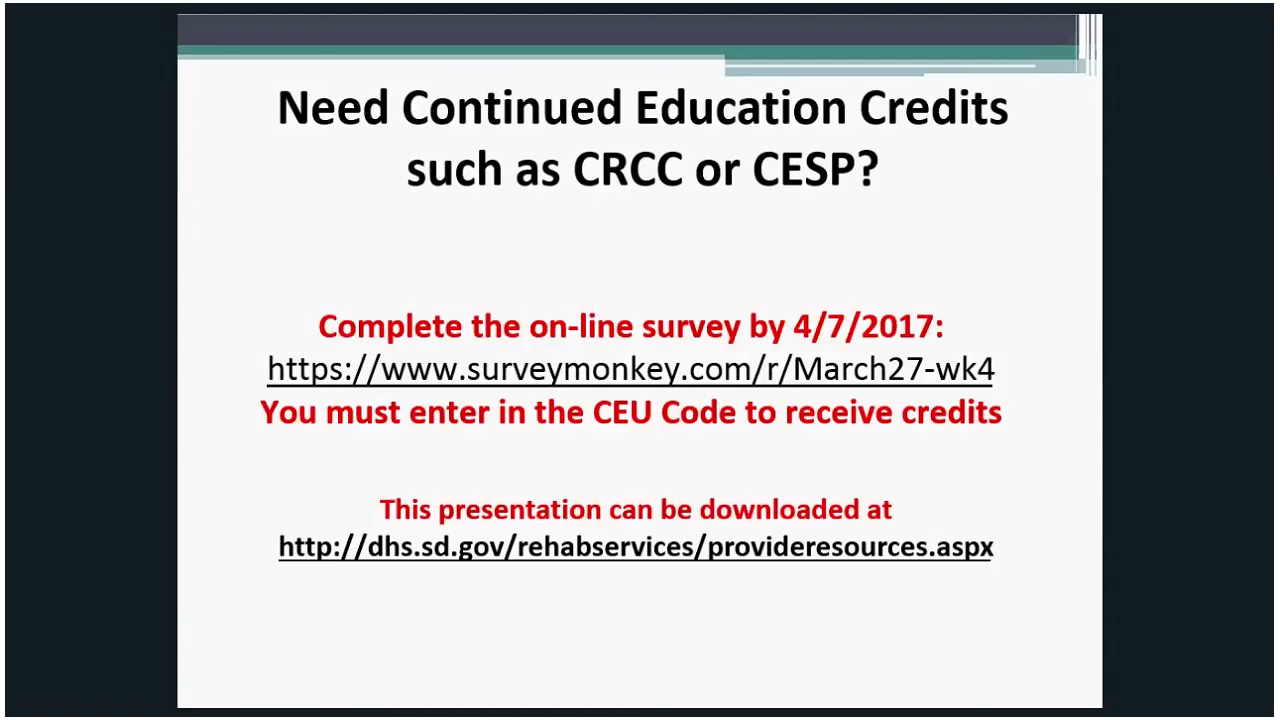 Need Continued Education Credits
such as CRCC or CESP?
Complete the on-line survey by 4/7/2017:
https://www.surveymonkey.com/r/March27-wk4
You must enter in the CEU Code to receive credits
This presentation can be downloaded at
http://dhs.sd.gov/rehabservices/provideresources.aspx